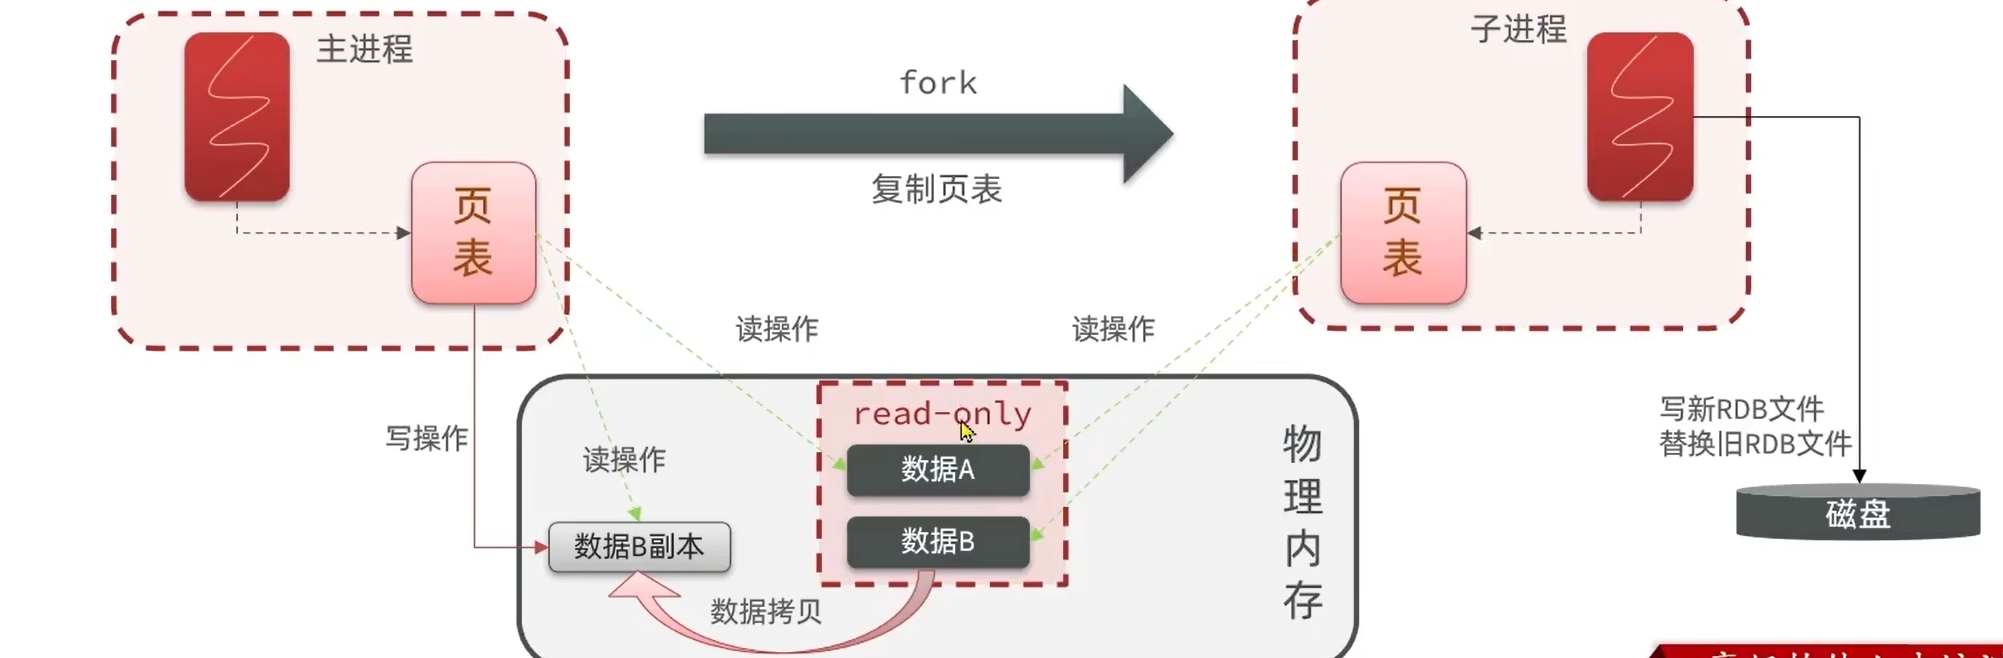 主进程
子进程
fork
复制页表
页
表
页
表
读操作
读操作
写操作
读操作
read-only
数据A
数据B
数据B副本
数据拷贝
物
理
内
存
写新RDB文件
替换旧RDB文件
磁盘